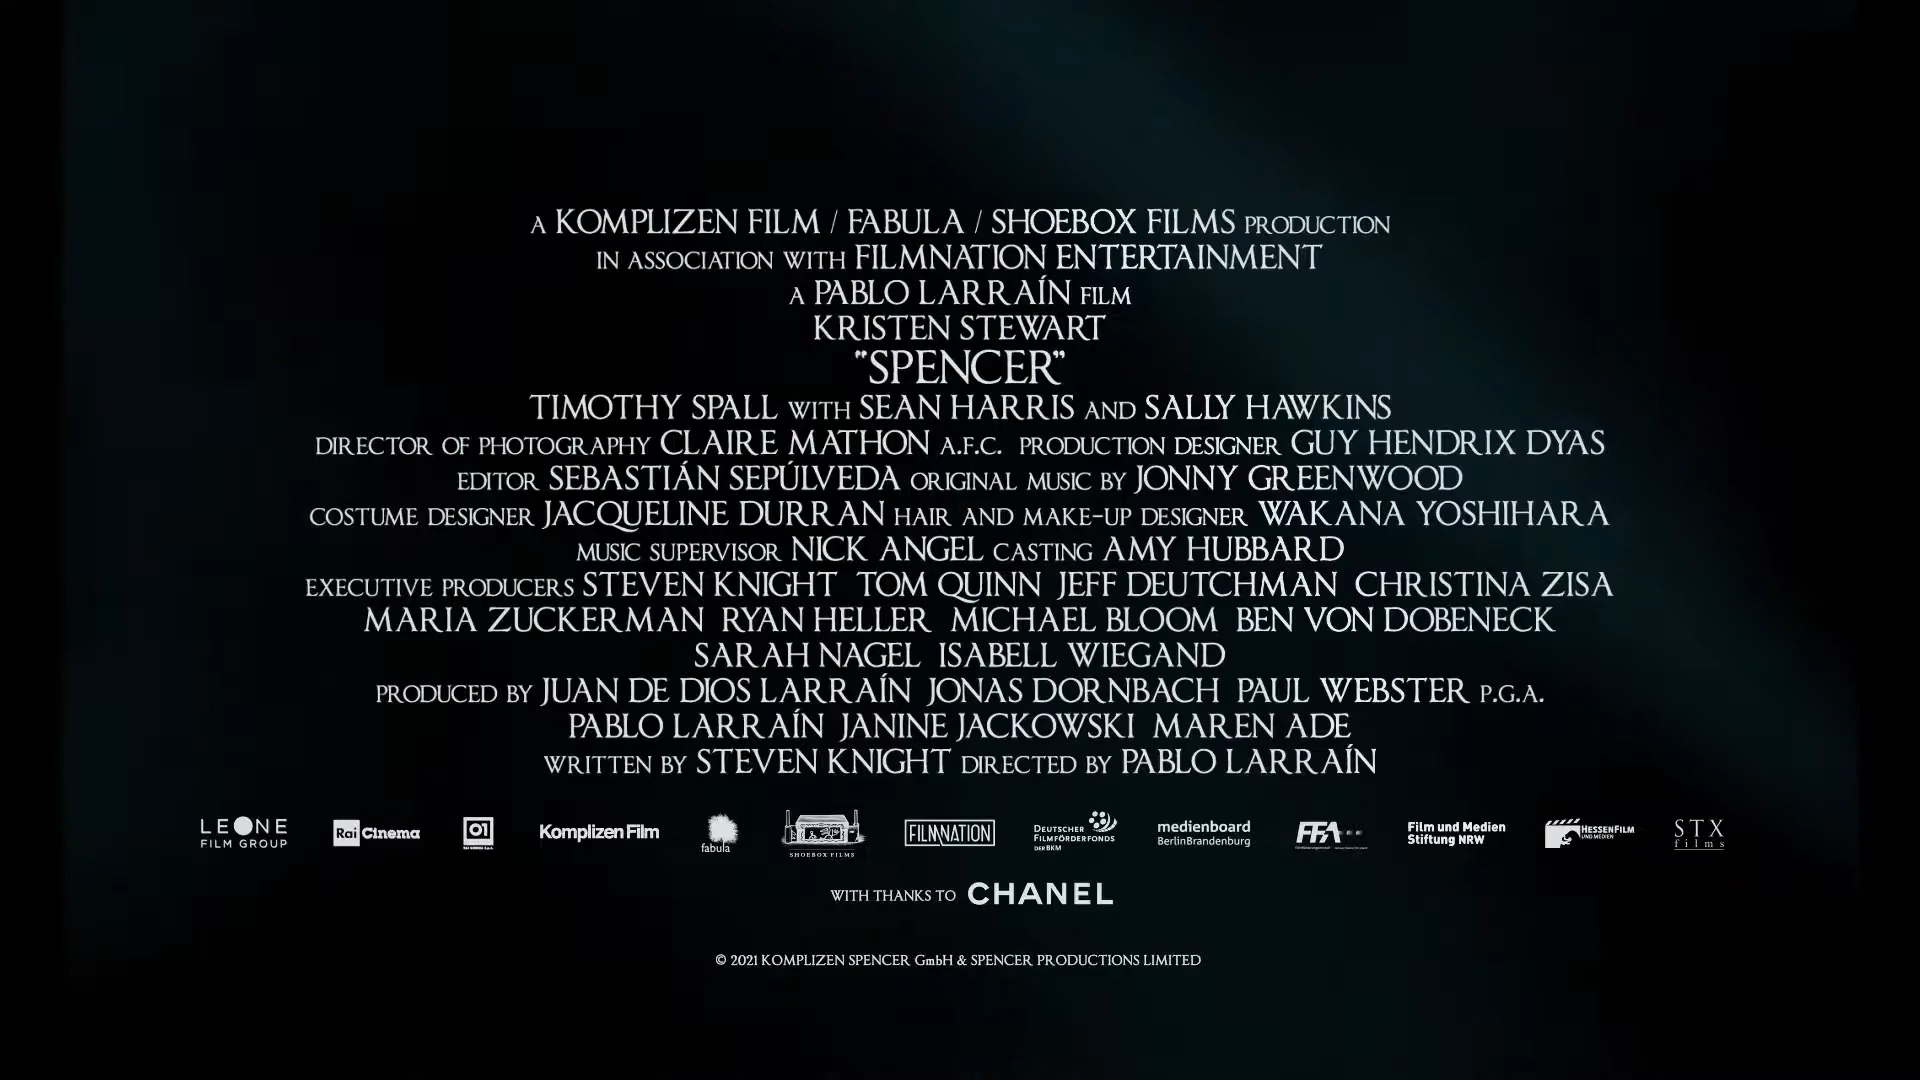 A KOMPLIZEN FILM / FABULA / SHOEBOX FILMS PRODUCTION
IN ASSOCIATION WITH FILMNATION ENTERTAINMENT
A PABLO LARRAÍN FILM
KRISTEN STEWART
"SPENCER"
TIMOTHY SPALL WITH SEAN HARRIS AND SALLY HAWKINS
DIRECTOR OF PHOTOGRAPHY CLAIRE MATHON A.F.C. PRODUCTION DESIGNER GUY HENDRIX DYAS
EDITOR SEBASTIÁN SEPÚLVEDA ORIGINAL MUSIC BY JONNY GREENWOOD
COSTUME DESIGNER JACQUELINE DURRAN HAIR AND MAKE-UP DESIGNER WAKANA YOSHIHARA
MUSIC SUPERVISOR NICK ANGEL CASTING AMY HUBBARD
EXECUTIVE PRODUCERS STEVEN KNIGHT TOM QUINN JEFF DEUTCHMAN CHRISTINA ZISA
MARIA ZUCKERMAN RYAN HELLER MICHAEL BLOOM BEN VON DOBENECK
SARAH NAGEL ISABELL WIEGAND
PRODUCED BY JUAN DE DIOS LARRAÍN JONAS DORNBACH PAUL WEBSTER P.G.A.
PABLO LARRAÍN JANINE JACKOWSKI MAREN ADE
WRITTEN BY STEVEN KNIGHT DIRECTED BY PABLO LARRAÍN
LEONE
FILM GROUP
Rai Cinema
01
Komplizen Film
fabula
SHOEBOX FILMS
FILMNATION
DEUTSCHER
FILMFÖRDERFONDS
DER BKM
medienboard
BerlinBrandenburg
FFA
Film und Medien
Stiftung NRW
HESSENFILM
UND MEDIEN
STX
films
WITH THANKS TO CHANEL
© 2021 KOMPLIZEN SPENCER GmbH & SPENCER PRODUCTIONS LIMITED